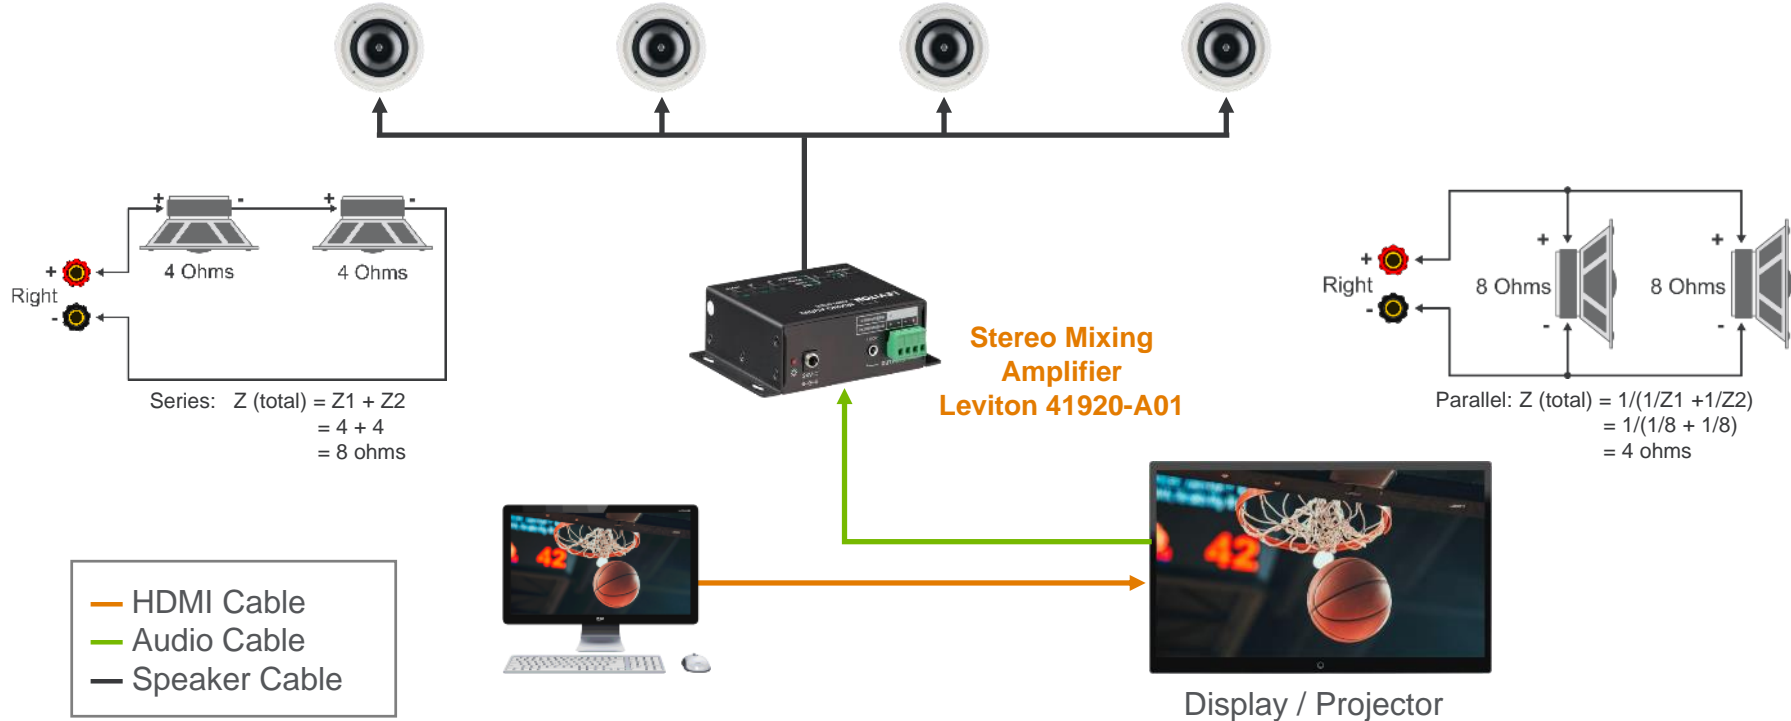 +
-
+
-
4 Ohms
4 Ohms
+
Right
-
Series: Z (total) = Z1 + Z2
= 4 + 4
= 8 ohms
LEVITON
Stereo Mixing
Amplifier
Leviton 41920-A01
+
Right
-
+
8 Ohms
-
+
8 Ohms
-
Parallel: Z (total) = 1/(1/Z1 +1/Z2)
= 1/(1/8 + 1/8)
= 4 ohms
HDMI Cable
Audio Cable
Speaker Cable
42
42
Display / Projector